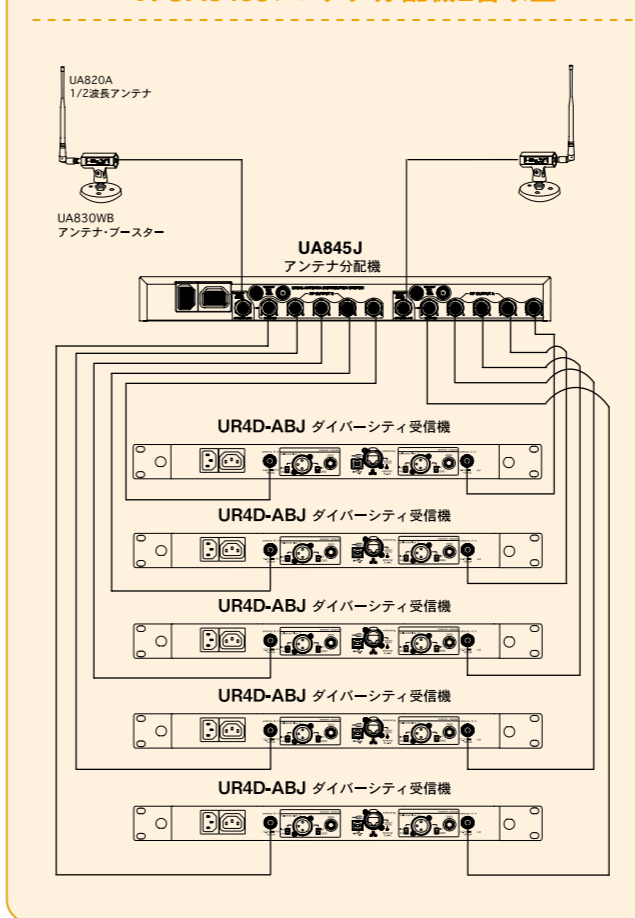 UA820A
1/2波長アンテナ
UA830WB
アンテナ・ブースター
UA845J
アンテナ分配機
UR4D-ABJ ダイバーシティ受信機
UR4D-ABJ ダイバーシティ受信機
UR4D-ABJ ダイバーシティ受信機
UR4D-ABJ ダイバーシティ受信機
UR4D-ABJ ダイバーシティ受信機